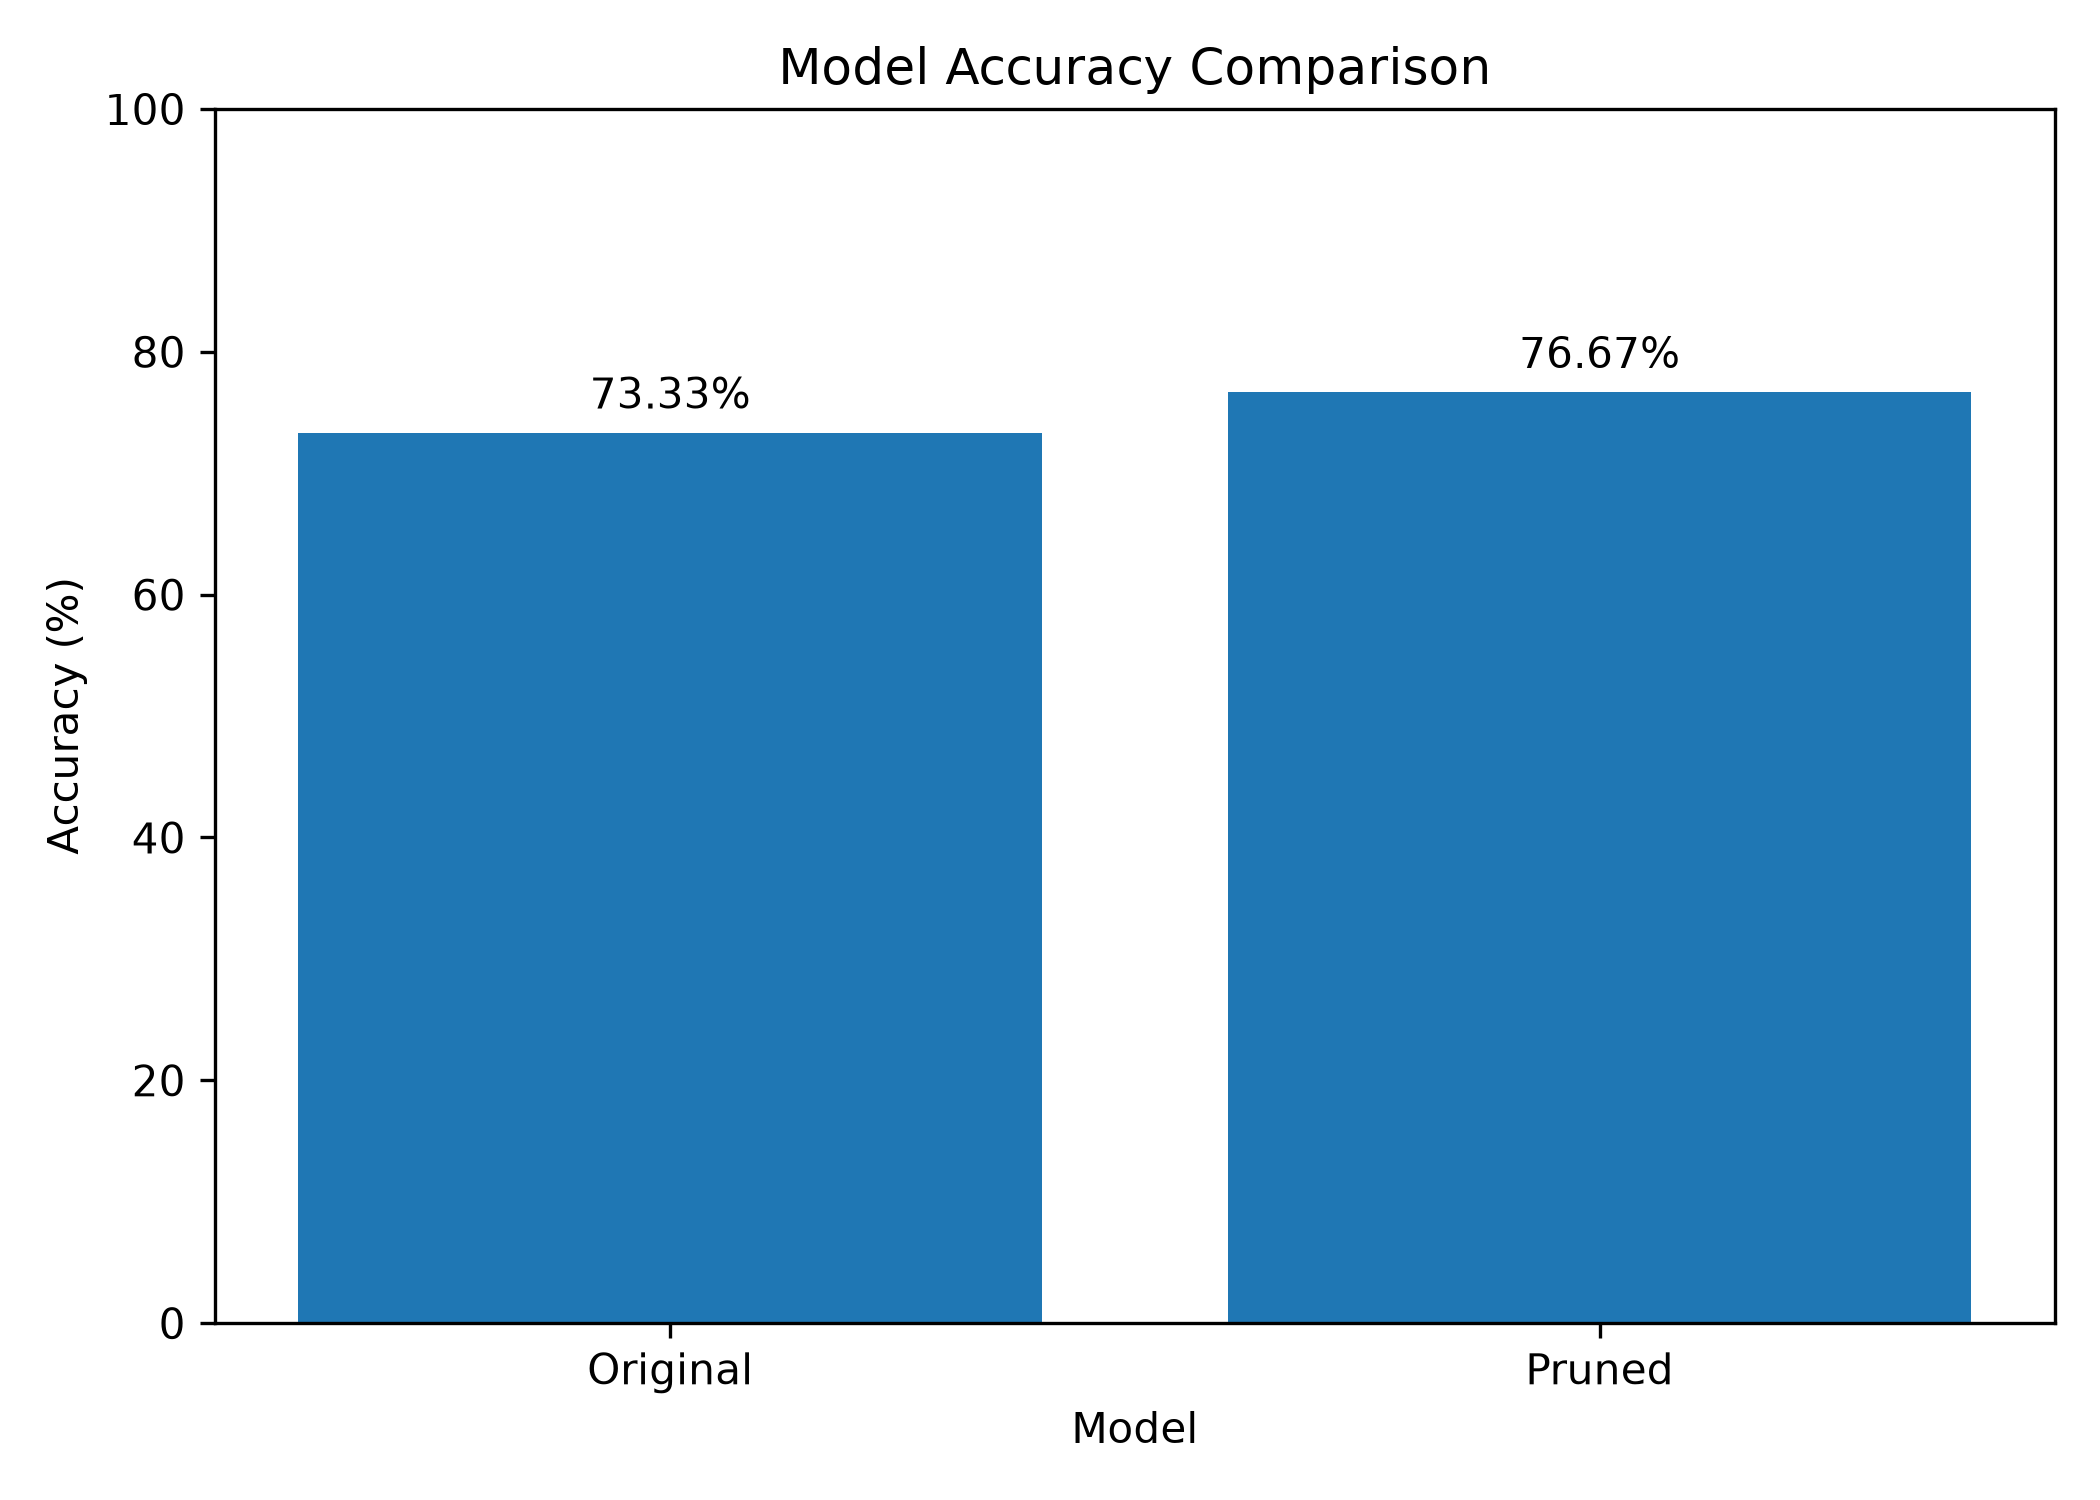 Model Accuracy Comparison
100
80
60
40
20
0
Accuracy (%)
73.33%
76.67%
Original
Pruned
Model